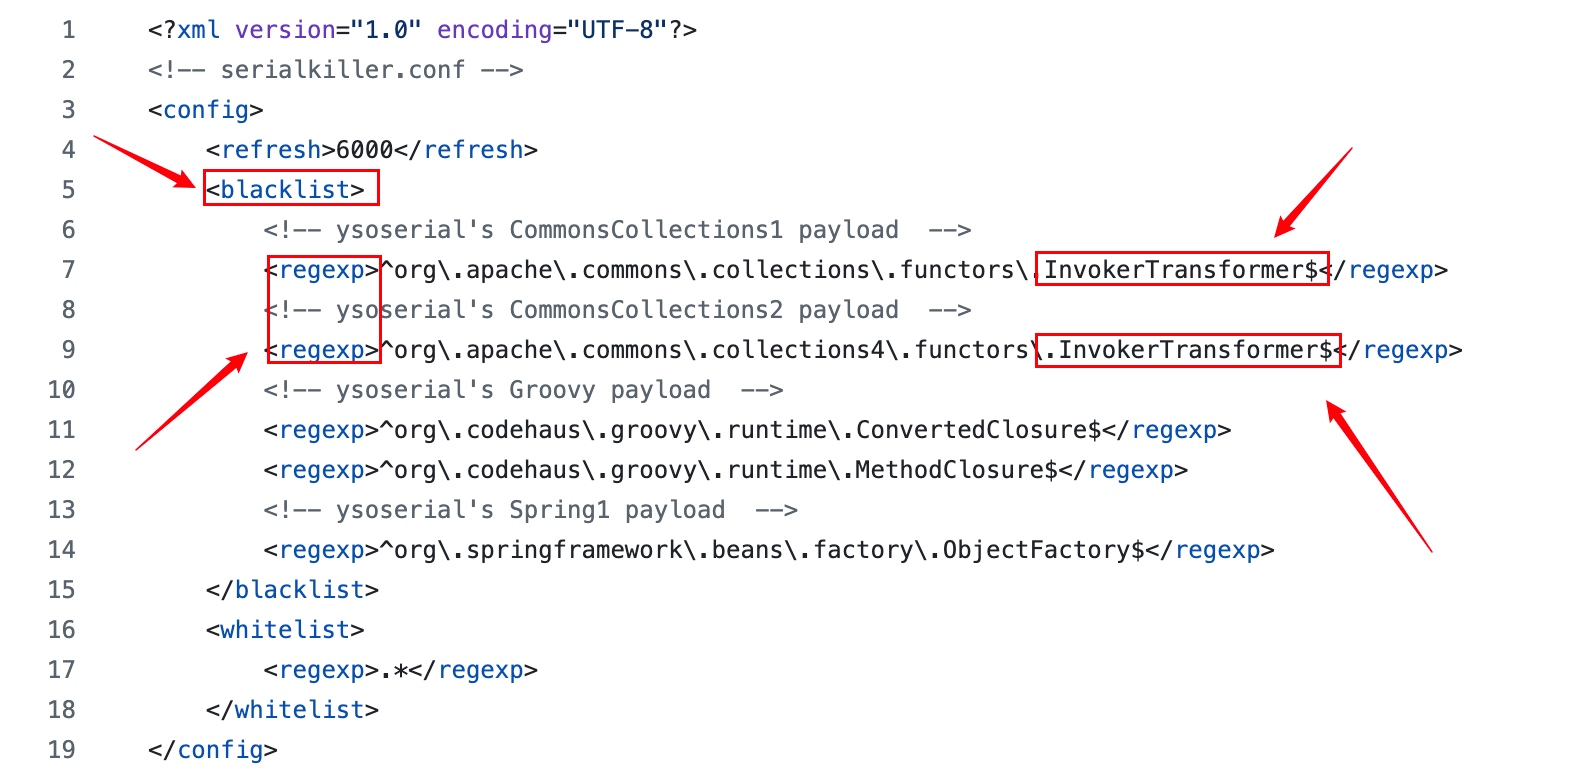 1 <?xml version="1.0" encoding="UTF-8"?>
2 <!-- serialkiller.conf -->
3 <config>
4 <refresh>6000</refresh>
5 <blacklist>
6 <!-- ysoserial's CommonsCollections1 payload  -->
7 <regexp>^org\.apache\.commons\.collections\.functors\.InvokerTransformer$</regexp>
8 <!-- ysoserial's CommonsCollections2 payload  -->
9 <regexp>^org\.apache\.commons\.collections4\.functors\.InvokerTransformer$</regexp>
10 <!-- ysoserial's Groovy payload  -->
11 <regexp>^org\.codehaus\.groovy\.runtime\.ConvertedClosure$</regexp>
12 <regexp>^org\.codehaus\.groovy\.runtime\.MethodClosure$</regexp>
13 <!-- ysoserial's Spring1 payload  -->
14 <regexp>^org\.springframework\.beans\.factory\.ObjectFactory$</regexp>
15 </blacklist>
16 <whitelist>
17 <regexp>.*</regexp>
18 </whitelist>
19 </config>